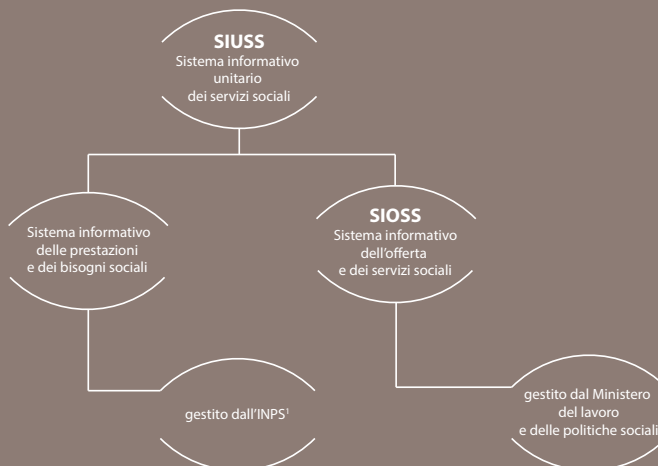 SIUSS
Sistema informativo
unitario
dei servizi sociali
Sistema informativo
delle prestazioni
e dei bisogni sociali
SIOSS
Sistema informativo
dell'offerta
e dei servizi sociali
gestito dall'INPS¹
gestito dal Ministero
del lavoro
e delle politiche sociali